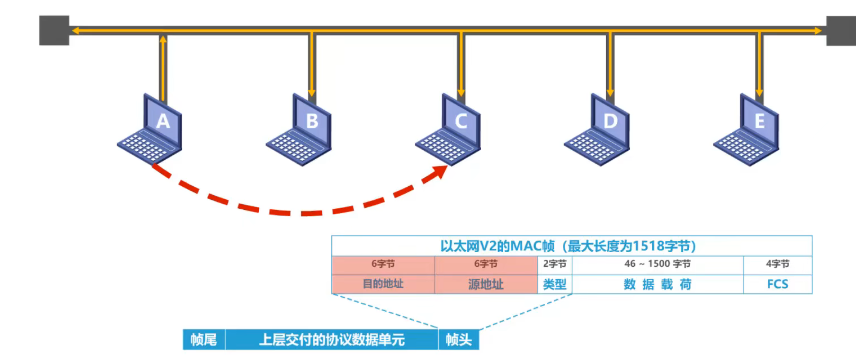 A B C D E
以太网V2的MAC帧（最大长度为1518字节）
6字节 6字节 2字节 46 ~ 1500 字节 4字节
目的地址 源地址 类型 数 据 载 荷 FCS
帧尾 上层交付的协议数据单元 帧头